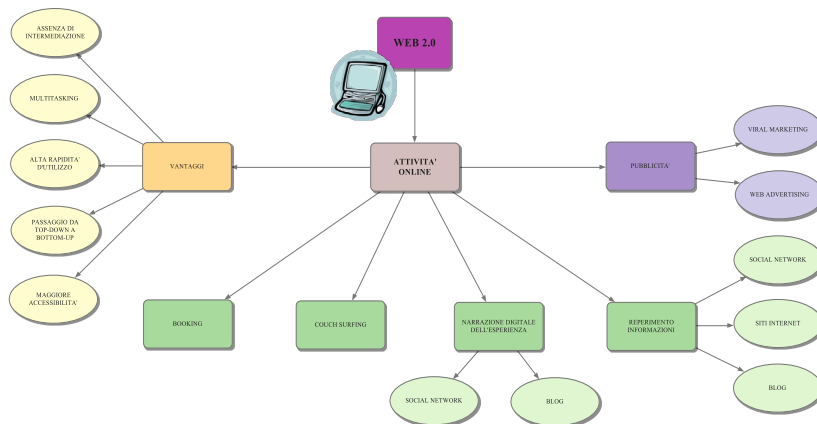 WEB 2.0
ASSENZA DI
INTERMEDIAZIONE
MULTITASKING
ALTA RAPIDITA'
D'UTILIZZO
PASSAGGIO DA
TOP-DOWN A
BOTTOM-UP
MAGGIORE
ACCESSIBILITA'
VANTAGGI
ATTIVITA'
ONLINE
PUBBLICITA'
VIRAL MARKETING
WEB ADVERTISING
BOOKING
COUCH SURFING
NARRAZIONE DIGITALE
DELL'ESPERIENZA
SOCIAL NETWORK
BLOG
REPERIMENTO
INFORMAZIONI
SOCIAL NETWORK
SITI INTERNET
BLOG